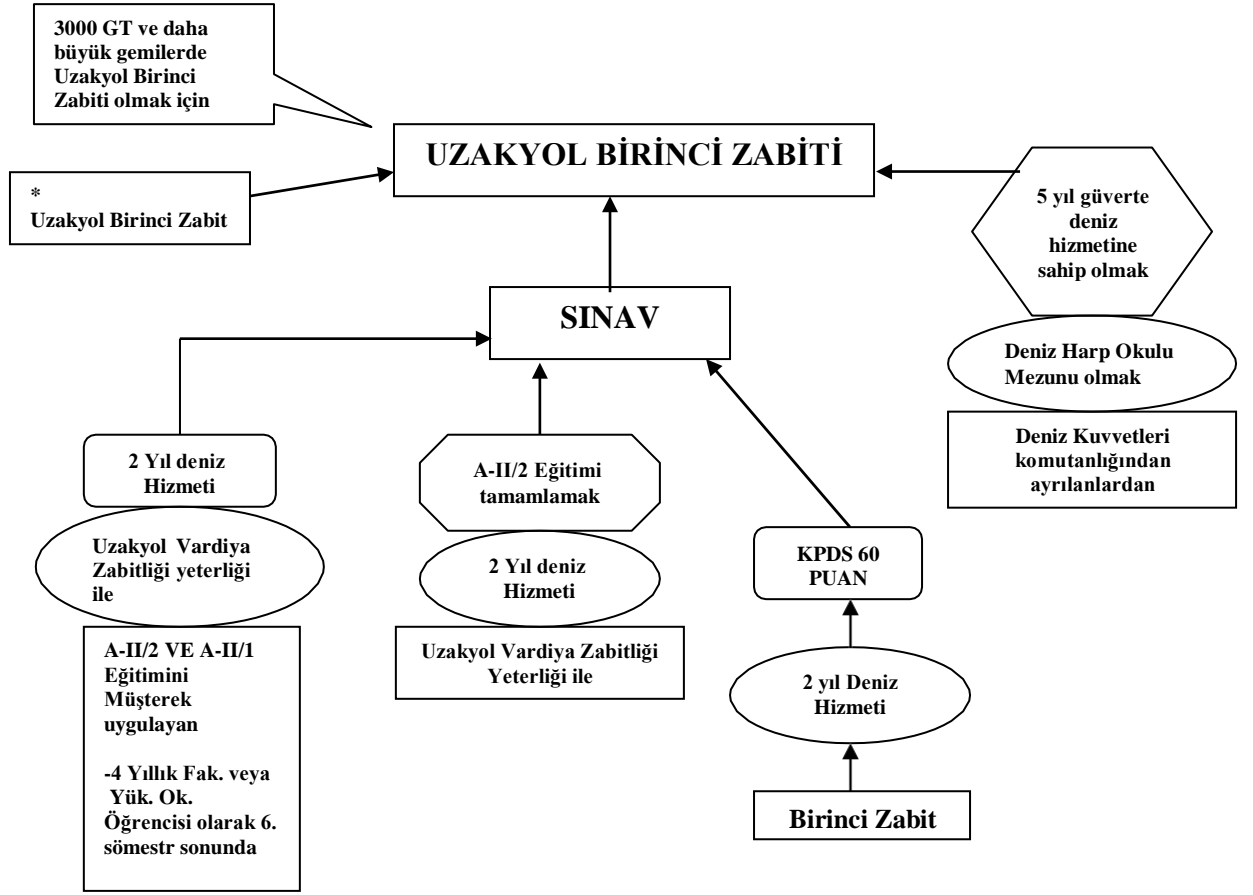 3000 GT ve daha
büyük gemilerde
Uzakyol Birinci
Zabiti olmak için
UZAKYOL BİRİNCİ ZABİTİ
*
Uzakyol Birinci Zabit
5 yıl güverte
deniz
hizmetine
sahip olmak
SINAV
Deniz Harp Okulu
Mezunu olmak
Deniz Kuvvetleri
komutanlığından
ayrılanlardan
2 Yıl deniz
Hizmeti
Uzakyol Vardiya
Zabitliği yeterliği
ile
A-II/2 VE A-II/1
Eğitimini
Müşterek
uygulayan
-4 Yıllık Fak. veya
Yük. Ok.
Öğrencisi olarak 6.
sömestr sonunda
A-II/2 Eğitimi
tamamlamak
2 Yıl deniz
Hizmeti
Uzakyol Vardiya Zabitliği
Yeterliği ile
KPDS 60
PUAN
2 yıl Deniz
Hizmeti
Birinci Zabit